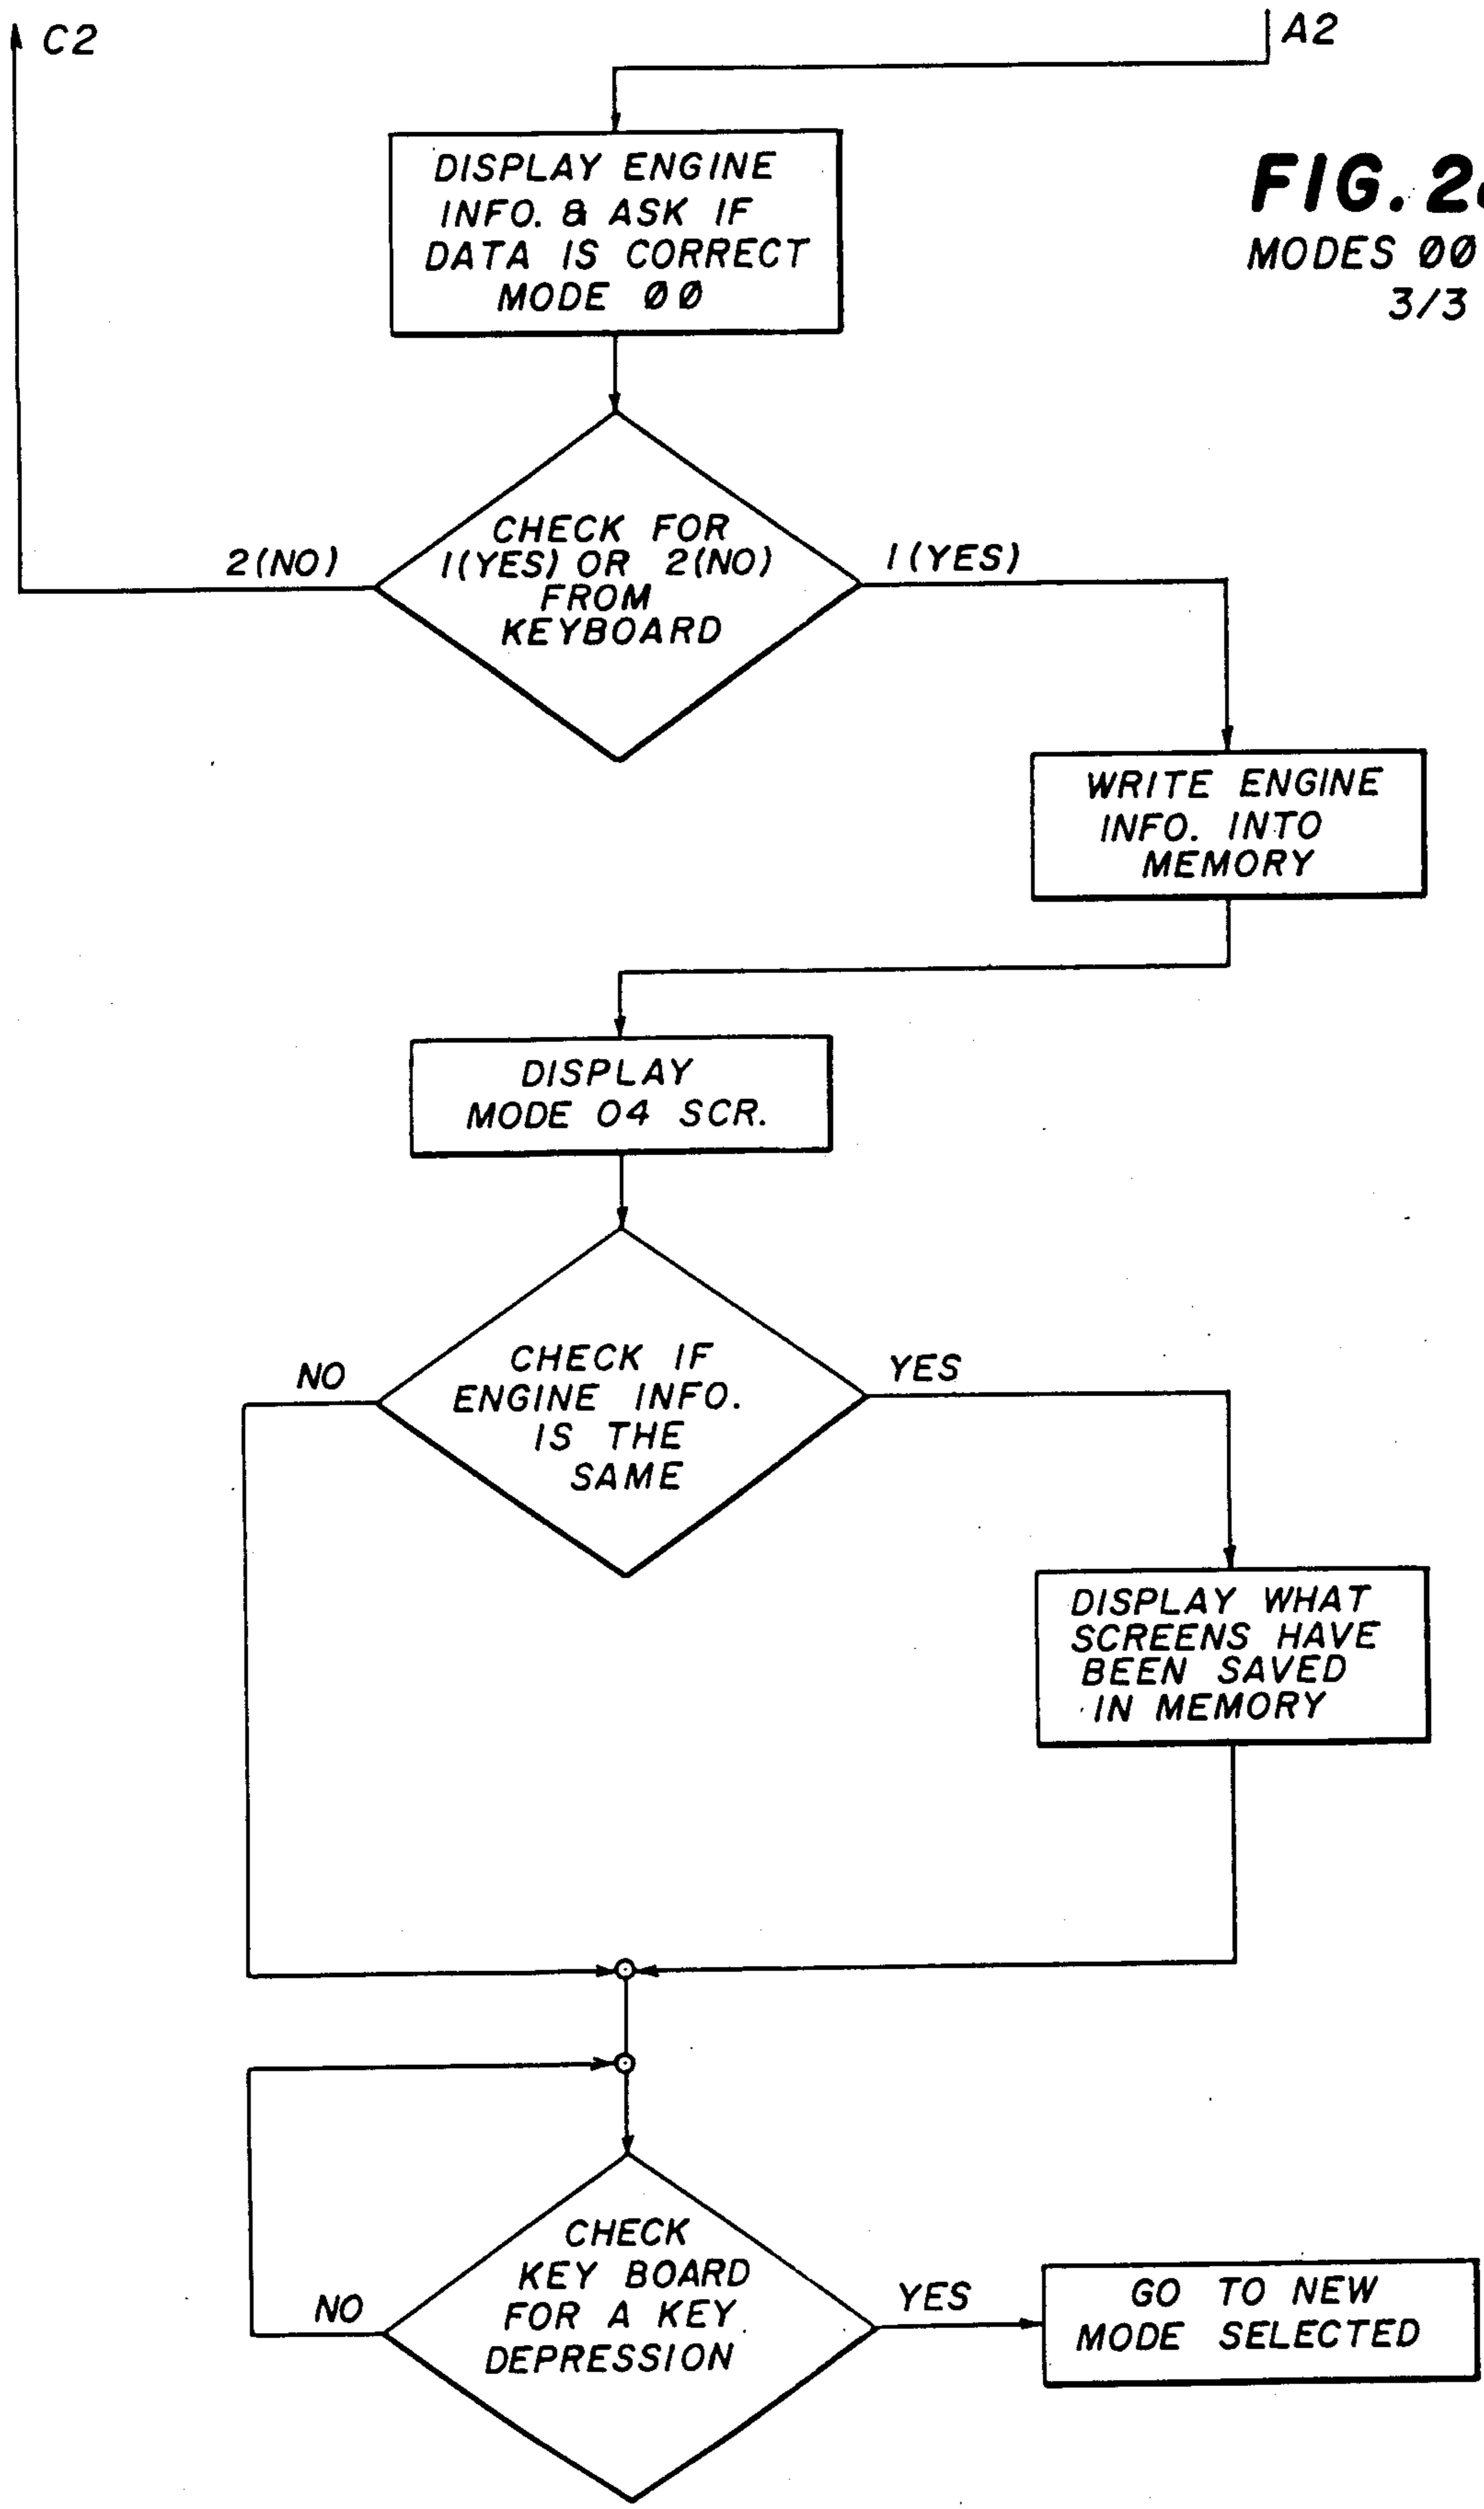 C2
A2
DISPLAY ENGINE
INFO. & ASK IF
DATA IS CORRECT
MODE ØØ
FIG. 2
MODES ØØ
3/3
CHECK FOR
1(YES) OR 2(NO)
FROM
KEYBOARD
2(NO)
1(YES)
WRITE ENGINE
INFO. INTO
MEMORY
DISPLAY
MODE 04 SCR.
CHECK IF
ENGINE INFO.
IS THE
SAME
NO
YES
DISPLAY WHAT
SCREENS HAVE
BEEN SAVED
IN MEMORY
CHECK
KEY BOARD
FOR A KEY
DEPRESSION
NO
YES
GO TO NEW
MODE SELECTED